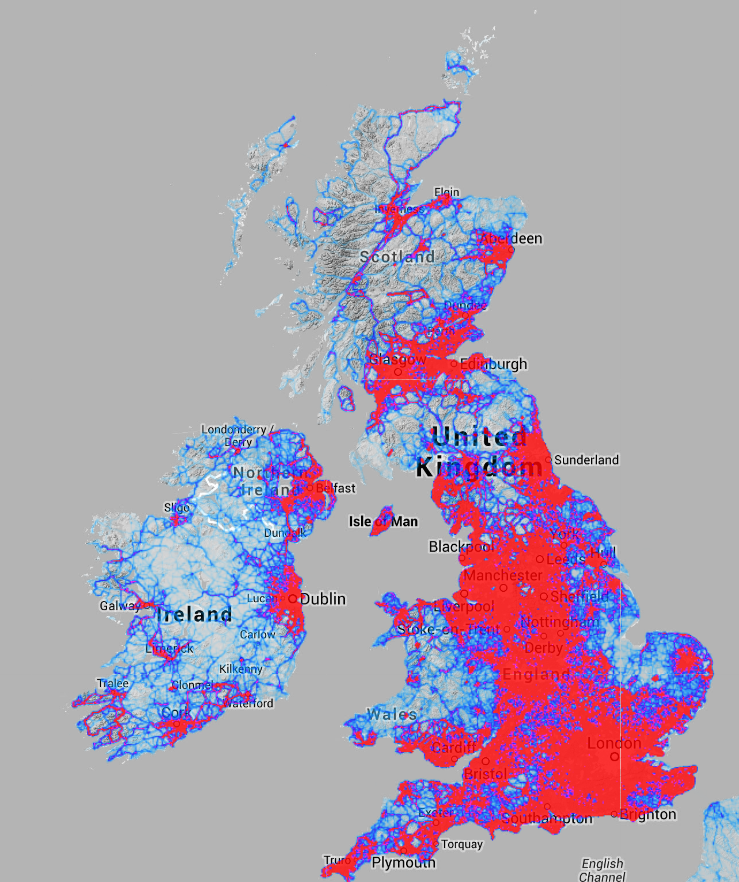 Elgin
Inverness
Aberdeen
Scotland
Dundee
Perth
Glasgow
Edinburgh
Londonderry /
Derry
United
Kingdom
Sunderland
Northern
Ireland
Belfast
Sligo
Isle of Man
Dundalk
York
Blackpool
Leeds
Hull
Manchester
Lucan
Dublin
Galway
Ireland
Liverpool
Sheffield
Carlow
Stoke-on-Trent
Nottingham
Limerick
Derby
Kilkenny
England
Tralee
Clonmel
Waterford
Cork
Wales
Cardiff
London
Bristol
Exeter
Southampton
Brighton
Torquay
Truro
Plymouth
English
Channel